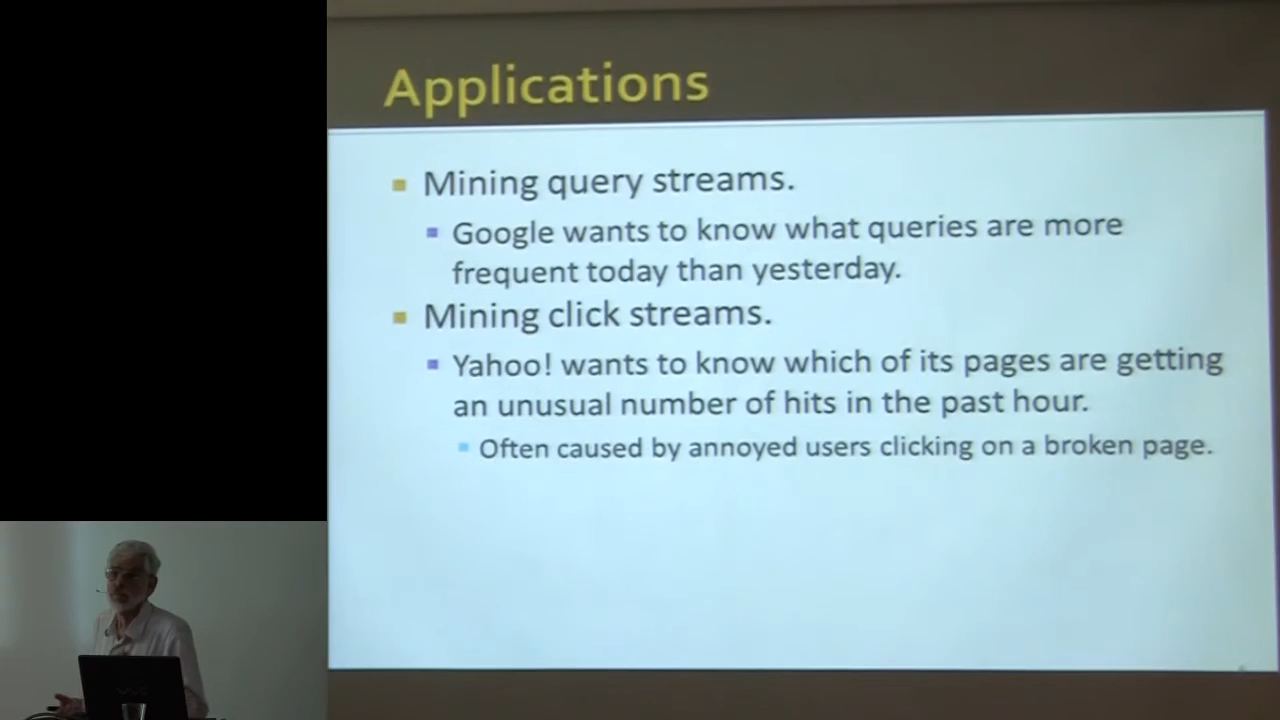 Applications
Mining query streams.
Google wants to know what queries are more
frequent today than yesterday.
Mining click streams.
Yahoo! wants to know which of its pages are getting
an unusual number of hits in the past hour.
Often caused by annoyed users clicking on a broken page.